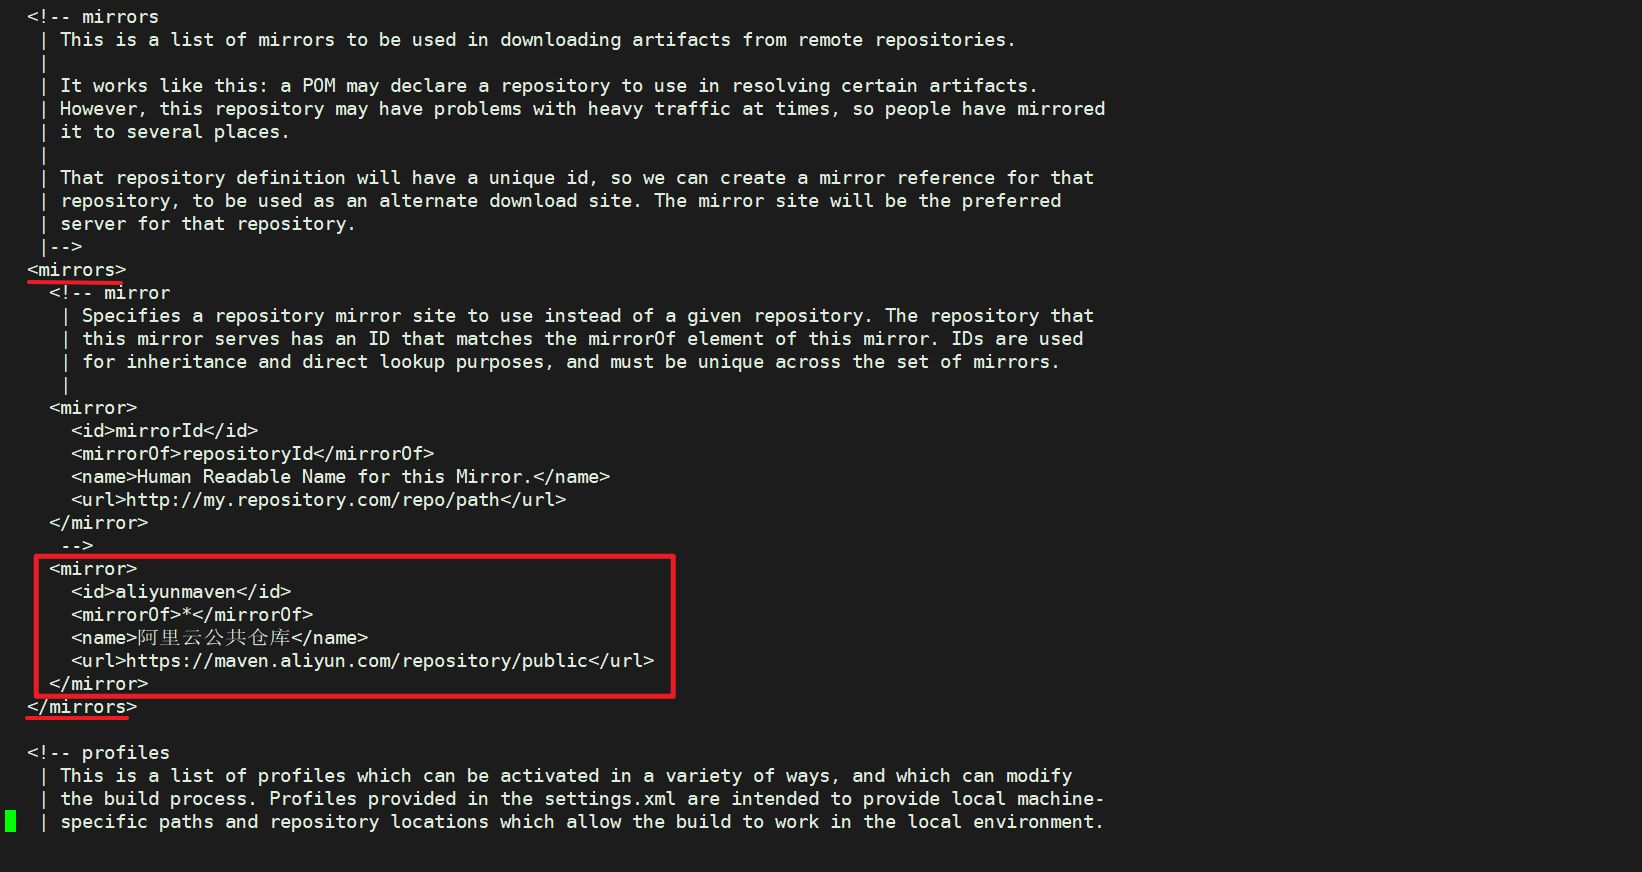 <!-- mirrors
 | This is a list of mirrors to be used in downloading artifacts from remote repositories.
 |
 | It works like this: a POM may declare a repository to use in resolving certain artifacts.
 | However, this repository may have problems with heavy traffic at times, so people have mirrored
 | it to several places.
 |
 | That repository definition will have a unique id, so we can create a mirror reference for that
 | repository, to be used as an alternate download site. The mirror site will be the preferred
 | server for that repository.
 |-->
<mirrors>
  <!-- mirror
   | Specifies a repository mirror site to use instead of a given repository. The repository that
   | this mirror serves has an ID that matches the mirrorOf element of this mirror. IDs are used
   | for inheritance and direct lookup purposes, and must be unique across the set of mirrors.
   |
  <mirror>
    <id>mirrorId</id>
    <mirrorOf>repositoryId</mirrorOf>
    <name>Human Readable Name for this Mirror.</name>
    <url>http://my.repository.com/repo/path</url>
  </mirror>
   -->
  <mirror>
    <id>aliyunmaven</id>
    <mirrorOf>*</mirrorOf>
    <name>阿里云公共仓库</name>
    <url>https://maven.aliyun.com/repository/public</url>
  </mirror>
</mirrors>
<!-- profiles
 | This is a list of profiles which can be activated in a variety of ways, and which can modify
 | the build process. Profiles provided in the settings.xml are intended to provide local machine-
 | specific paths and repository locations which allow the build to work in the local environment.